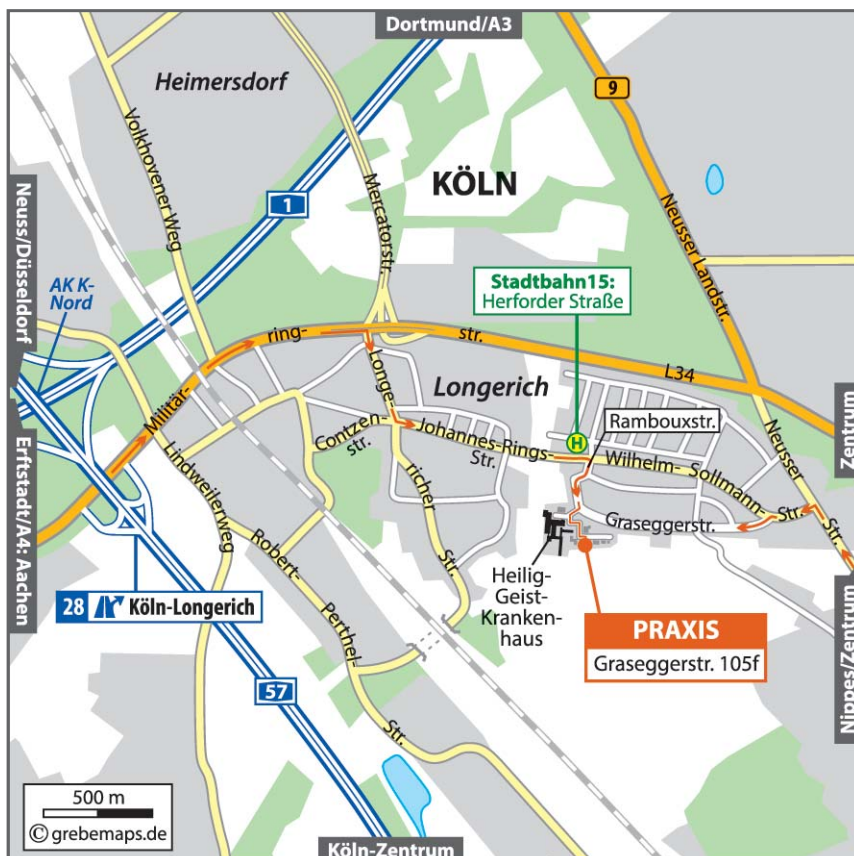 Dortmund/A3
Heimersdorf
9
Volkhovener Weg
Mercatorstr.
KÖLN
1
Neuss/Düsseldorf
AK K-
Nord
Neusser Landstr.
Stadtbahn15:
Herforder Straße
Militär-
ring-
str.
L34
Longerich
Longe-
richer
Str.
Contzen-
str.
Johannes-Rings-
Str.
H
Rambouxstr.
Wilhelm-
Sollmann-
Str.
Neusser
Str.
Zentrum
Erftstadt/A4: Aachen
Lindweilerweg
Graseggerstr.
Robert-
Perthel-
Str.
Heilig-
Geist-
Kranken-
haus
28 Köln-Longerich
PRAXIS
Graseggerstr. 105f
Nippes/Zentrum
57
500 m
© grebemaps.de
Köln-Zentrum